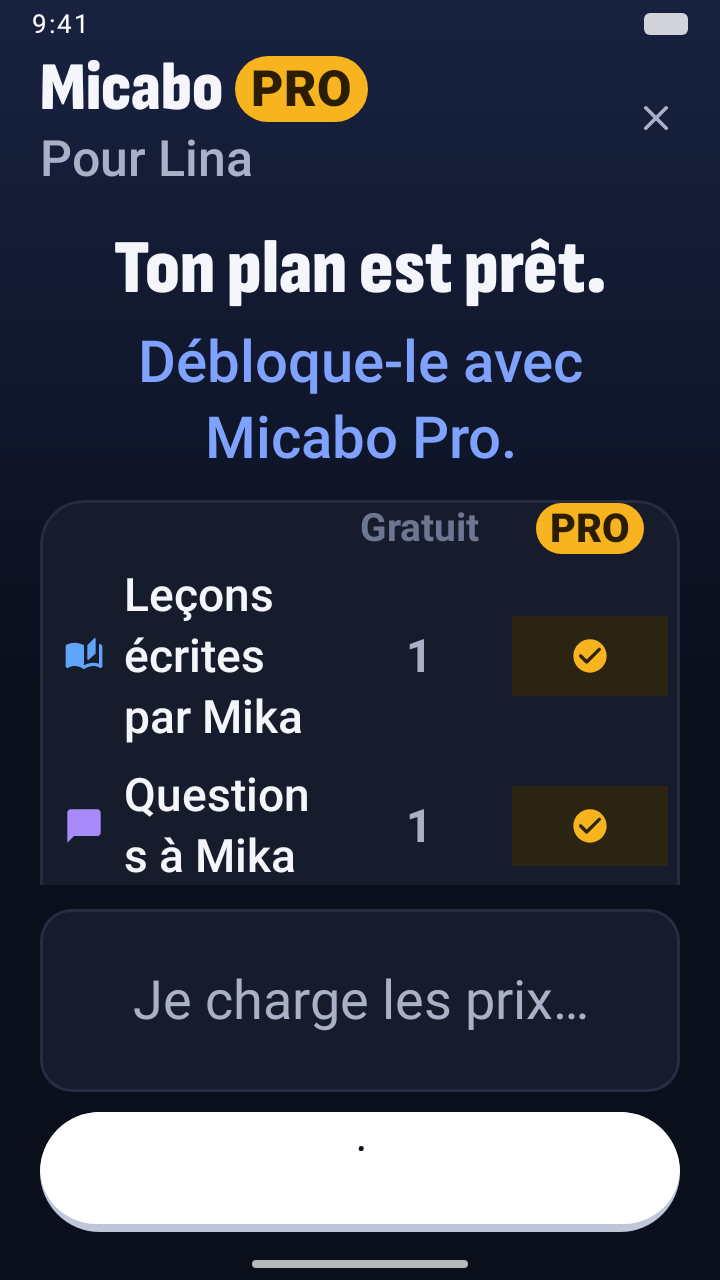 9:41
Micabo PRO
Pour Lina
Ton plan est prêt.
Débloque-le avec
Micabo Pro.
Gratuit PRO
Leçons
écrites
par Mika
1
Question
s à Mika
1
Je charge les prix…
.